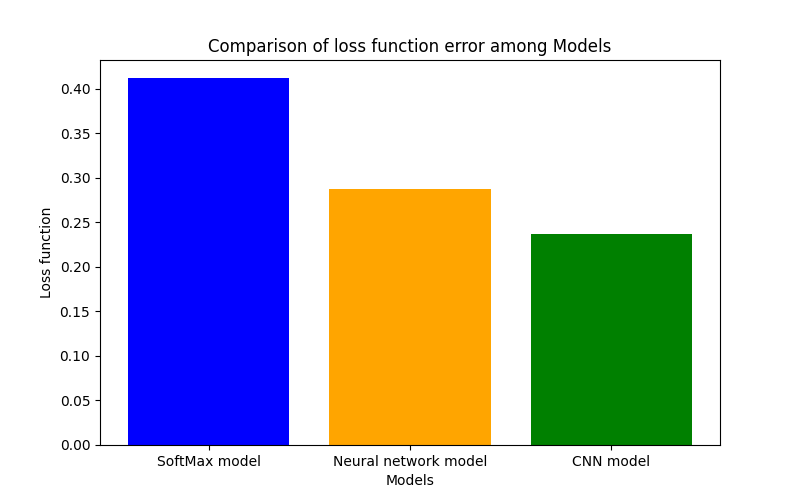 Comparison of loss function error among Models
Loss function
0.40
0.35
0.30
0.25
0.20
0.15
0.10
0.05
0.00
SoftMax model
Neural network model
CNN model
Models